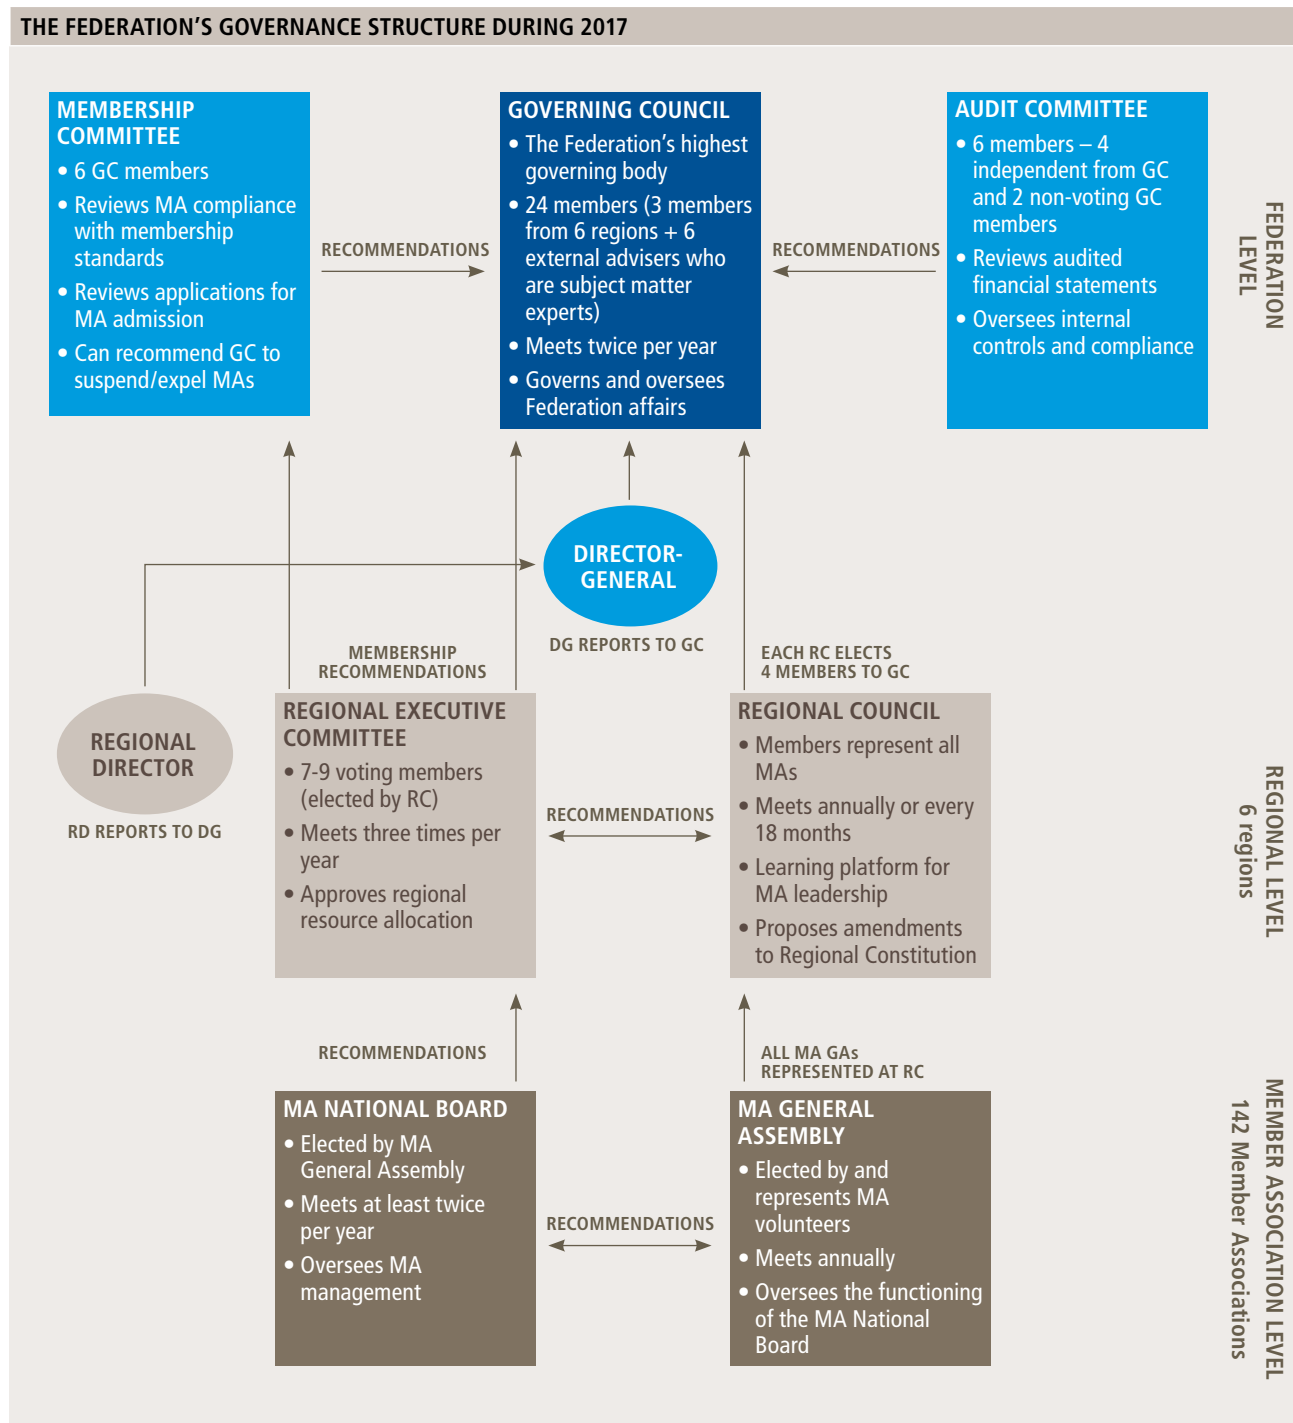 THE FEDERATION’S GOVERNANCE STRUCTURE DURING 2017
MEMBERSHIP
COMMITTEE
• 6 GC members
• Reviews MA compliance
with membership
standards
• Reviews applications for
MA admission
• Can recommend GC to
suspend/expel MAs
RECOMMENDATIONS
GOVERNING COUNCIL
• The Federation’s highest
governing body
• 24 members (3 members
from 6 regions + 6
external advisers who
are subject matter
experts)
• Meets twice per year
• Governs and oversees
Federation affairs
RECOMMENDATIONS
AUDIT COMMITTEE
• 6 members – 4
independent from GC
and 2 non-voting GC
members
• Reviews audited
financial statements
• Oversees internal
controls and compliance
FEDERATION
LEVEL
DIRECTOR-
GENERAL
DG REPORTS TO GC
MEMBERSHIP
RECOMMENDATIONS
EACH RC ELECTS
4 MEMBERS TO GC
REGIONAL
DIRECTOR
RD REPORTS TO DG
REGIONAL EXECUTIVE
COMMITTEE
• 7-9 voting members
(elected by RC)
• Meets three times per
year
• Approves regional
resource allocation
RECOMMENDATIONS
REGIONAL COUNCIL
• Members represent all
MAs
• Meets annually or every
18 months
• Learning platform for
MA leadership
• Proposes amendments
to Regional Constitution
REGIONAL LEVEL
6 regions
RECOMMENDATIONS
ALL MA GAs
REPRESENTED AT RC
MA NATIONAL BOARD
• Elected by MA
General Assembly
• Meets at least twice
per year
• Oversees MA
management
RECOMMENDATIONS
MA GENERAL
ASSEMBLY
• Elected by and
represents MA
volunteers
• Meets annually
• Oversees the functioning
of the MA National
Board
MEMBER ASSOCIATION LEVEL
142 Member Associations